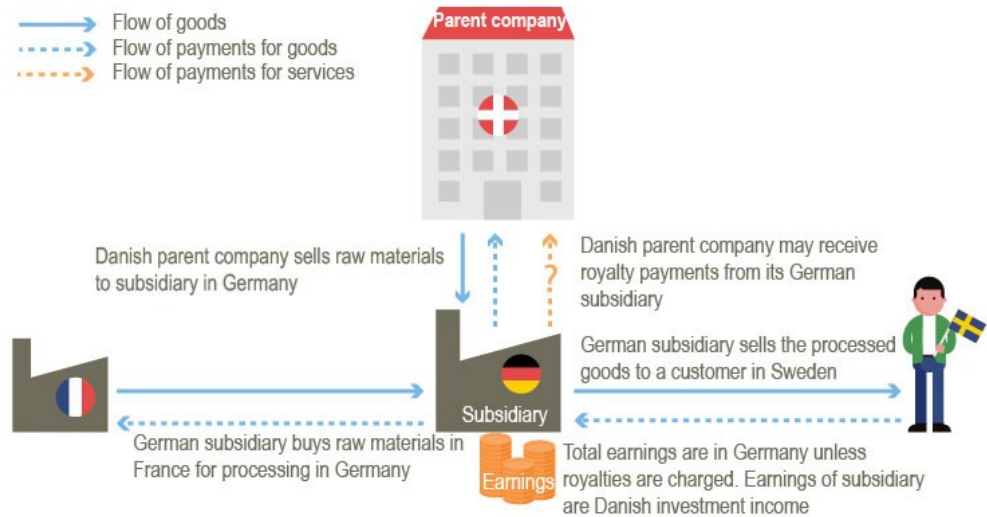 Flow of goods
Flow of payments for goods
Flow of payments for services
Parent company
Danish parent company sells raw materials
to subsidiary in Germany
?
Danish parent company may receive
royalty payments from its German
subsidiary
German subsidiary sells the processed
goods to a customer in Sweden
Subsidiary
German subsidiary buys raw materials in
France for processing in Germany
Earnings
Total earnings are in Germany unless
royalties are charged. Earnings of subsidiary
are Danish investment income